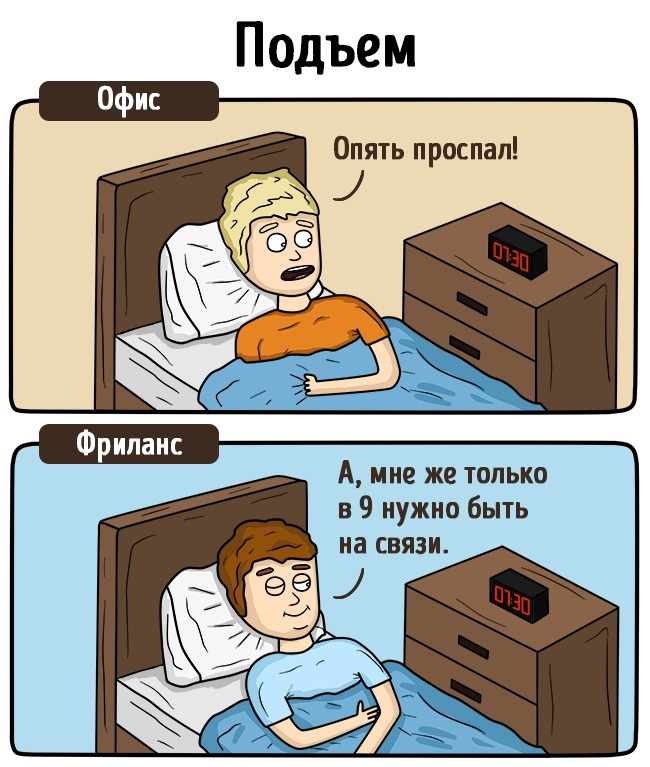 Подъем
Офис
Опять проспал!
07:30
Фриланс
А, мне же только
в 9 нужно быть
на связи.
07:30